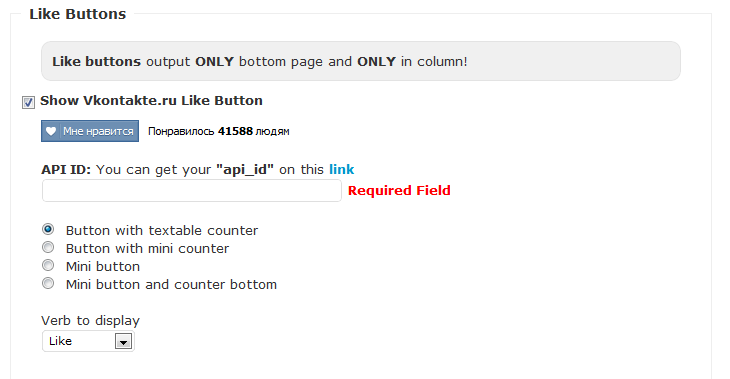 Like Buttons
Like buttons output ONLY bottom page and ONLY in column!
Show Vkontakte.ru Like Button
Мне нравится Понравилось 41588 людям
API ID: You can get your "api_id" on this link
Required Field
Button with textable counter
Button with mini counter
Mini button
Mini button and counter bottom
Verb to display
Like